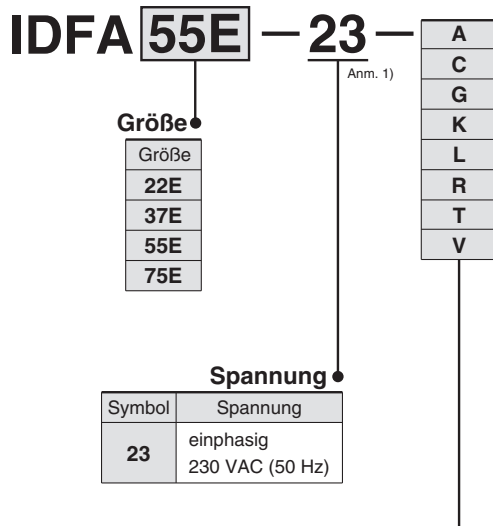 IDFA 55E — 23 —
Anm. 1)
A
C
G
K
L
R
T
V
Größe
Größe
22E
37E
55E
75E
Spannung
Symbol Spannung
23 einphasig
230 VAC (50 Hz)